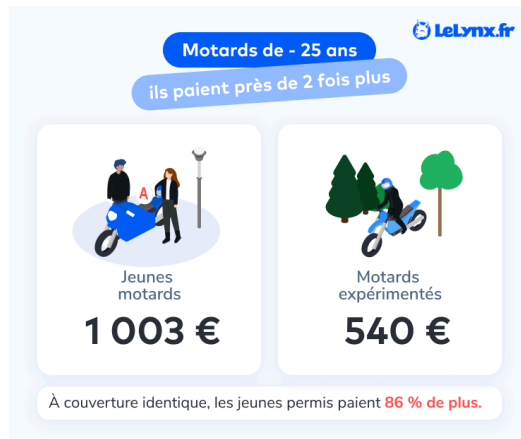 LeLynx.fr
Motards de - 25 ans
ils paient près de 2 fois plus
A
Jeunes
motards
1 003 €
Motards
expérimentés
540 €
À couverture identique, les jeunes permis paient 86 % de plus.